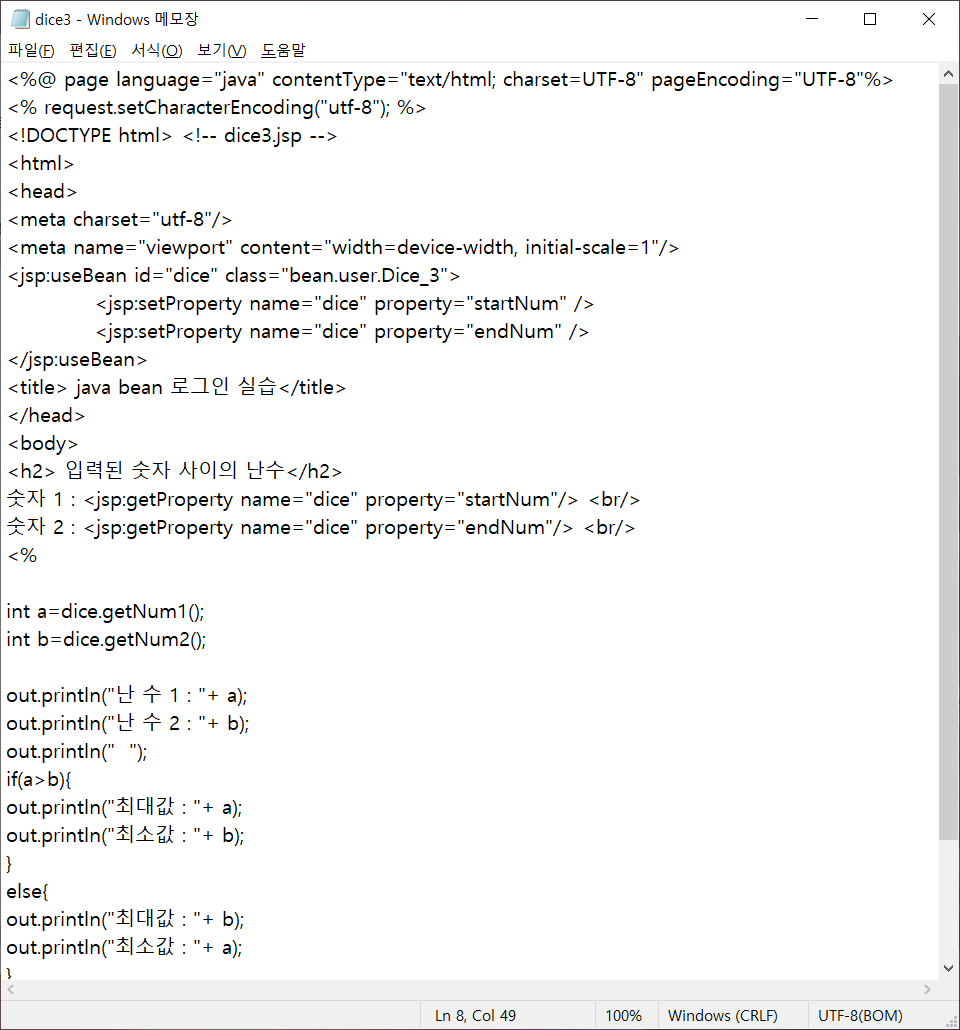 dice3 - Windows 메모장
파일(F) 편집(E) 서식(O) 보기(V) 도움말
<%@ page language="java" contentType="text/html; charset=UTF-8" pageEncoding="UTF-8"%>
<% request.setCharacterEncoding("utf-8"); %>
<!DOCTYPE html> <!-- dice3.jsp -->
<html>
<head>
<meta charset="utf-8"/>
<meta name="viewport" content="width=device-width, initial-scale=1"/>
<jsp:useBean id="dice" class="bean.user.Dice_3">
<jsp:setProperty name="dice" property="startNum" />
<jsp:setProperty name="dice" property="endNum" />
</jsp:useBean>
<title> java bean 로그인 실습</title>
</head>
<body>
<h2> 입력된 숫자 사이의 난수</h2>
숫자 1 : <jsp:getProperty name="dice" property="startNum"/> <br/>
숫자 2 : <jsp:getProperty name="dice" property="endNum"/> <br/>
<%
int a=dice.getNum1();
int b=dice.getNum2();
out.println("난 수 1 : "+ a);
out.println("난 수 2 : "+ b);
out.println("  ");
if(a>b){
out.println("최대값 : "+ a);
out.println("최소값 : "+ b);
}
else{
out.println("최대값 : "+ b);
out.println("최소값 : "+ a);
}
Ln 8, Col 49 100% Windows (CRLF) UTF-8(BOM)